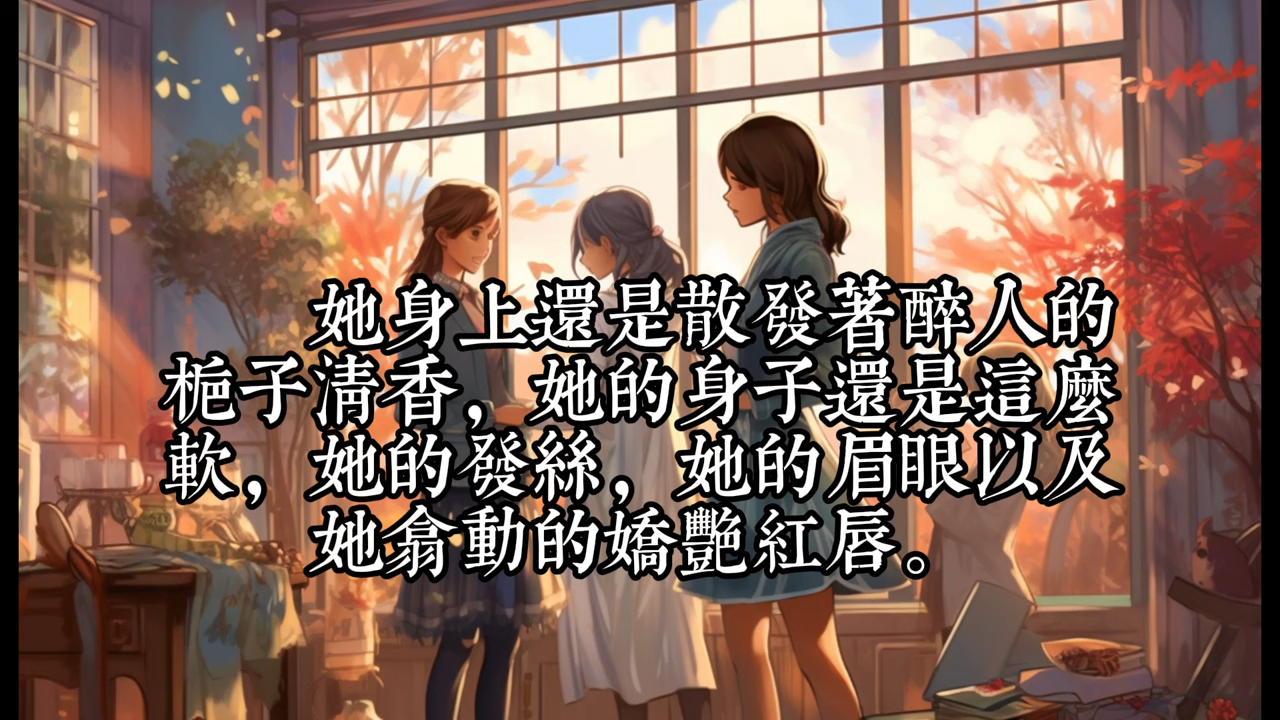 她身上還是散發著醉人的
梔子清香，她的身子還是這麼
軟，她的發絲，她的眉眼以及
她翕動的嬌艷紅唇。